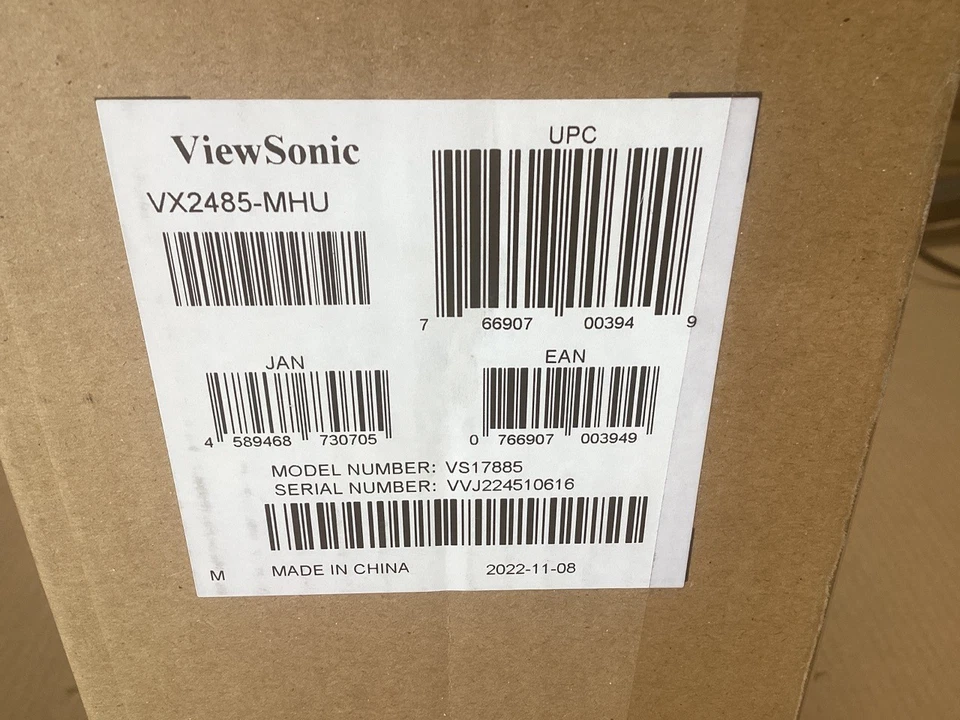 ViewSonic
VX2485-MHU
UPC
7 66907 00394 9
JAN
4 589468 730705
EAN
0 766907 003949
MODEL NUMBER: VS17885
SERIAL NUMBER: VVJ224510616
M MADE IN CHINA 2022-11-08